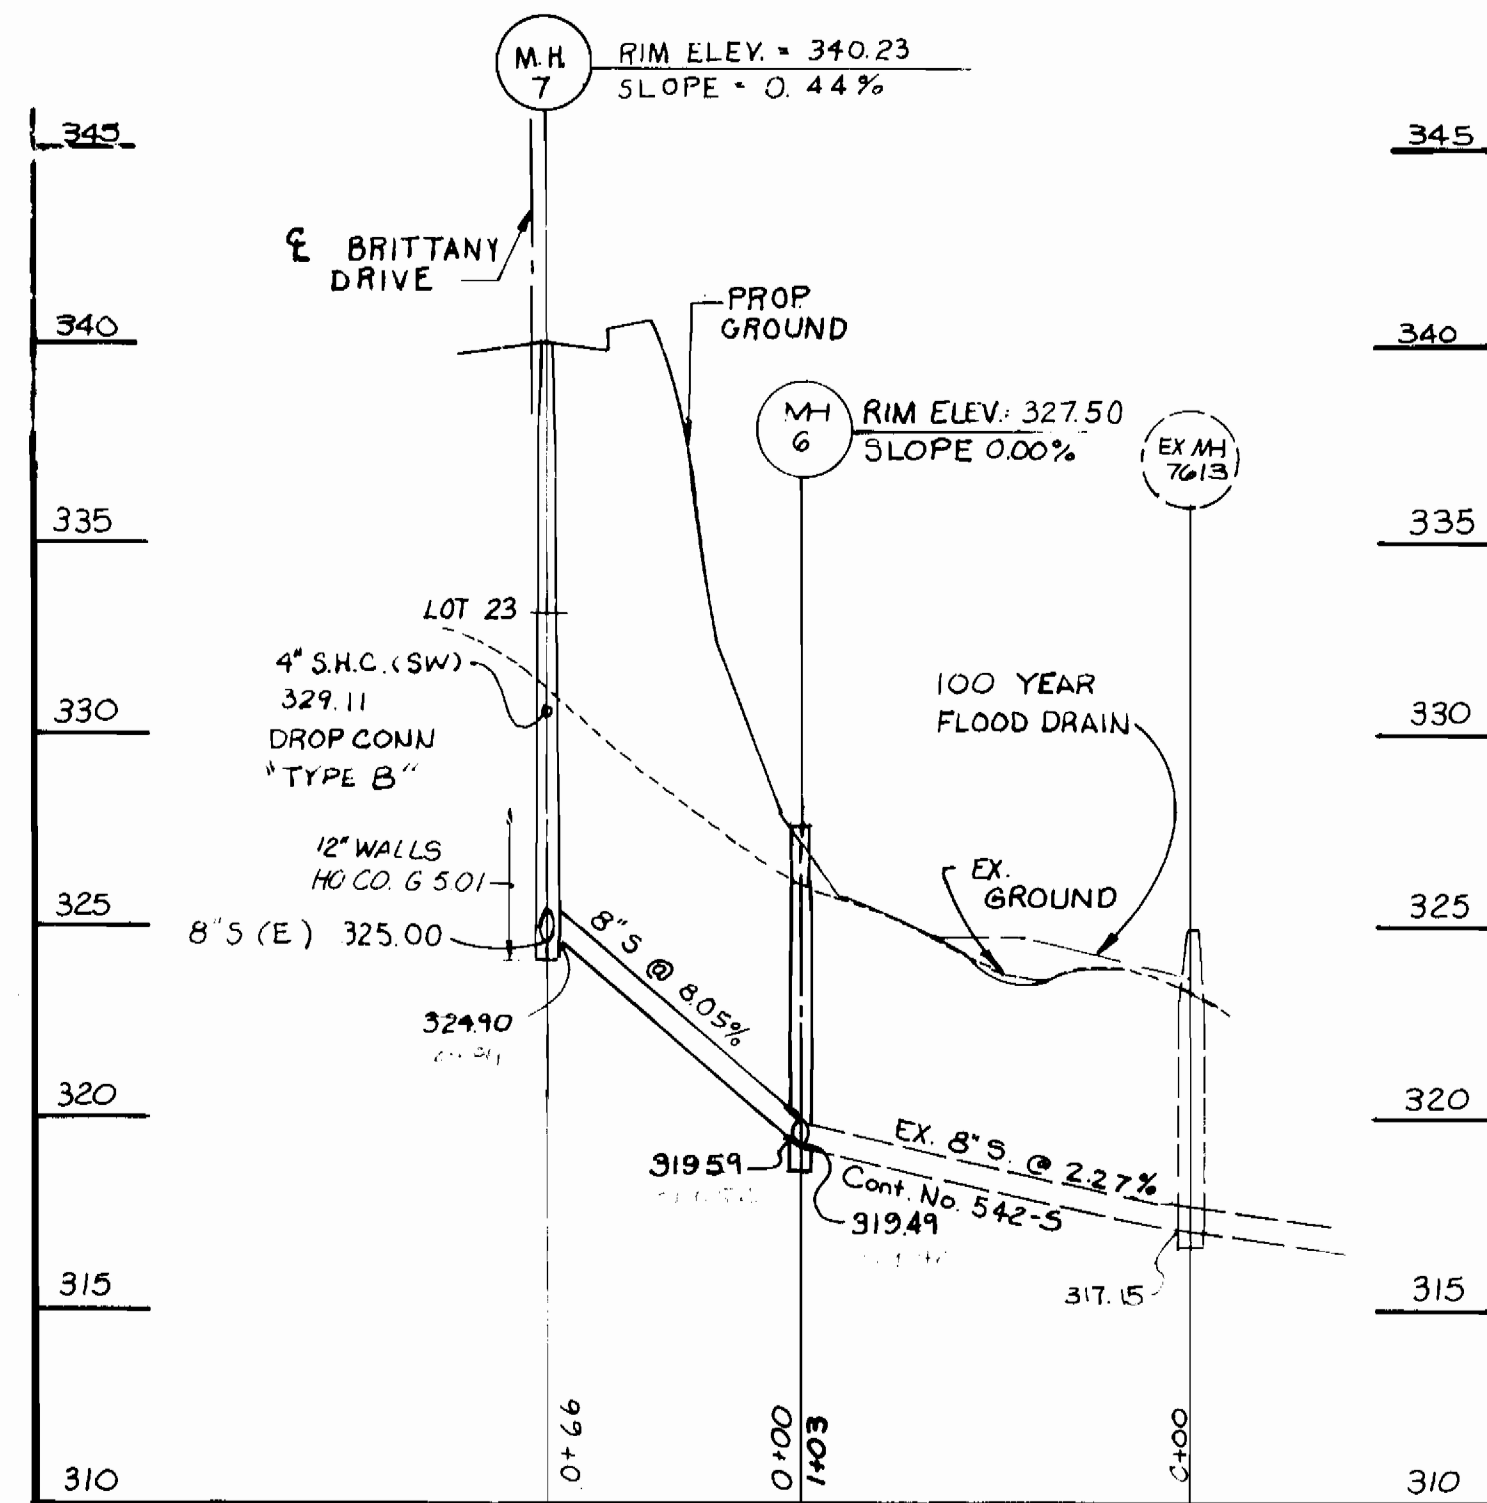 M.H. 7
RIM ELEV. = 340.23
SLOPE = 0.44%
345
345
℄ BRITTANY
DRIVE
340
PROP.
GROUND
340
MH
6
RIM ELEV.: 327.50
SLOPE 0.00%
EX MH
7613
335
335
LOT 23
4" S.H.C. (SW)
329.11
DROP CONN
"TYPE B"
330
100 YEAR
FLOOD DRAIN
330
12" WALLS
HO CO. G 5.01
EX.
GROUND
325
8"S (E) 325.00
325
8"S @ 8.05%
324.90
320
320
EX. 8"S. @ 2.27%
Cont. No. 542-S
319.59
319.49
317.15
315
315
0+66
0+00
1+03
0+00
310
310